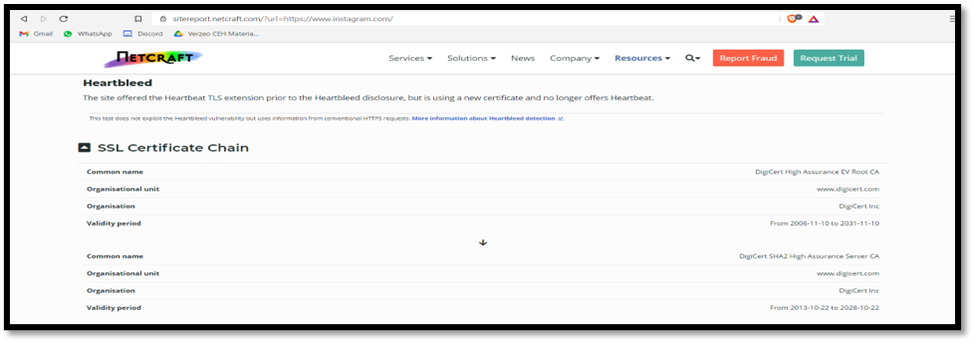 sitereport.netcraft.com/?url=https://www.instagram.com/
Gmail WhatsApp Discord Verzeo CEH Materia...
NETCRAFT Services Solutions News Company Resources Report Fraud Request Trial
Heartbleed
The site offered the Heartbeat TLS extension prior to the Heartbleed disclosure, but is using a new certificate and no longer offers Heartbeat.
This test does not exploit the Heartbleed vulnerability but uses information from conventional HTTPS requests. More information about Heartbleed detection
SSL Certificate Chain
Common name DigiCert High Assurance EV Root CA
Organisational unit www.digicert.com
Organisation DigiCert Inc
Validity period From 2006-11-10 to 2031-11-10
Common name DigiCert SHA2 High Assurance Server CA
Organisational unit www.digicert.com
Organisation DigiCert Inc
Validity period From 2013-10-22 to 2028-10-22